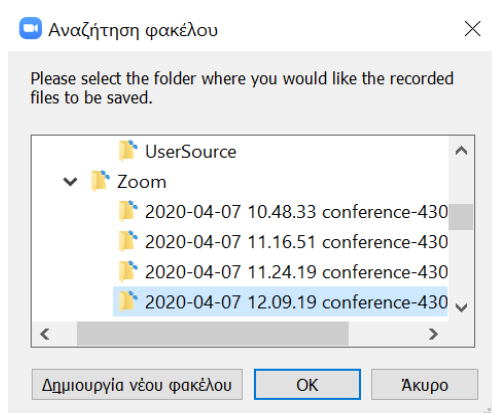 Αναζήτηση φακέλου
Please select the folder where you would like the recorded
files to be saved.
UserSource
Zoom
2020-04-07 10.48.33 conference-430
2020-04-07 11.16.51 conference-430
2020-04-07 11.24.19 conference-430
2020-04-07 12.09.19 conference-430
Δημιουργία νέου φακέλου OK Άκυρο